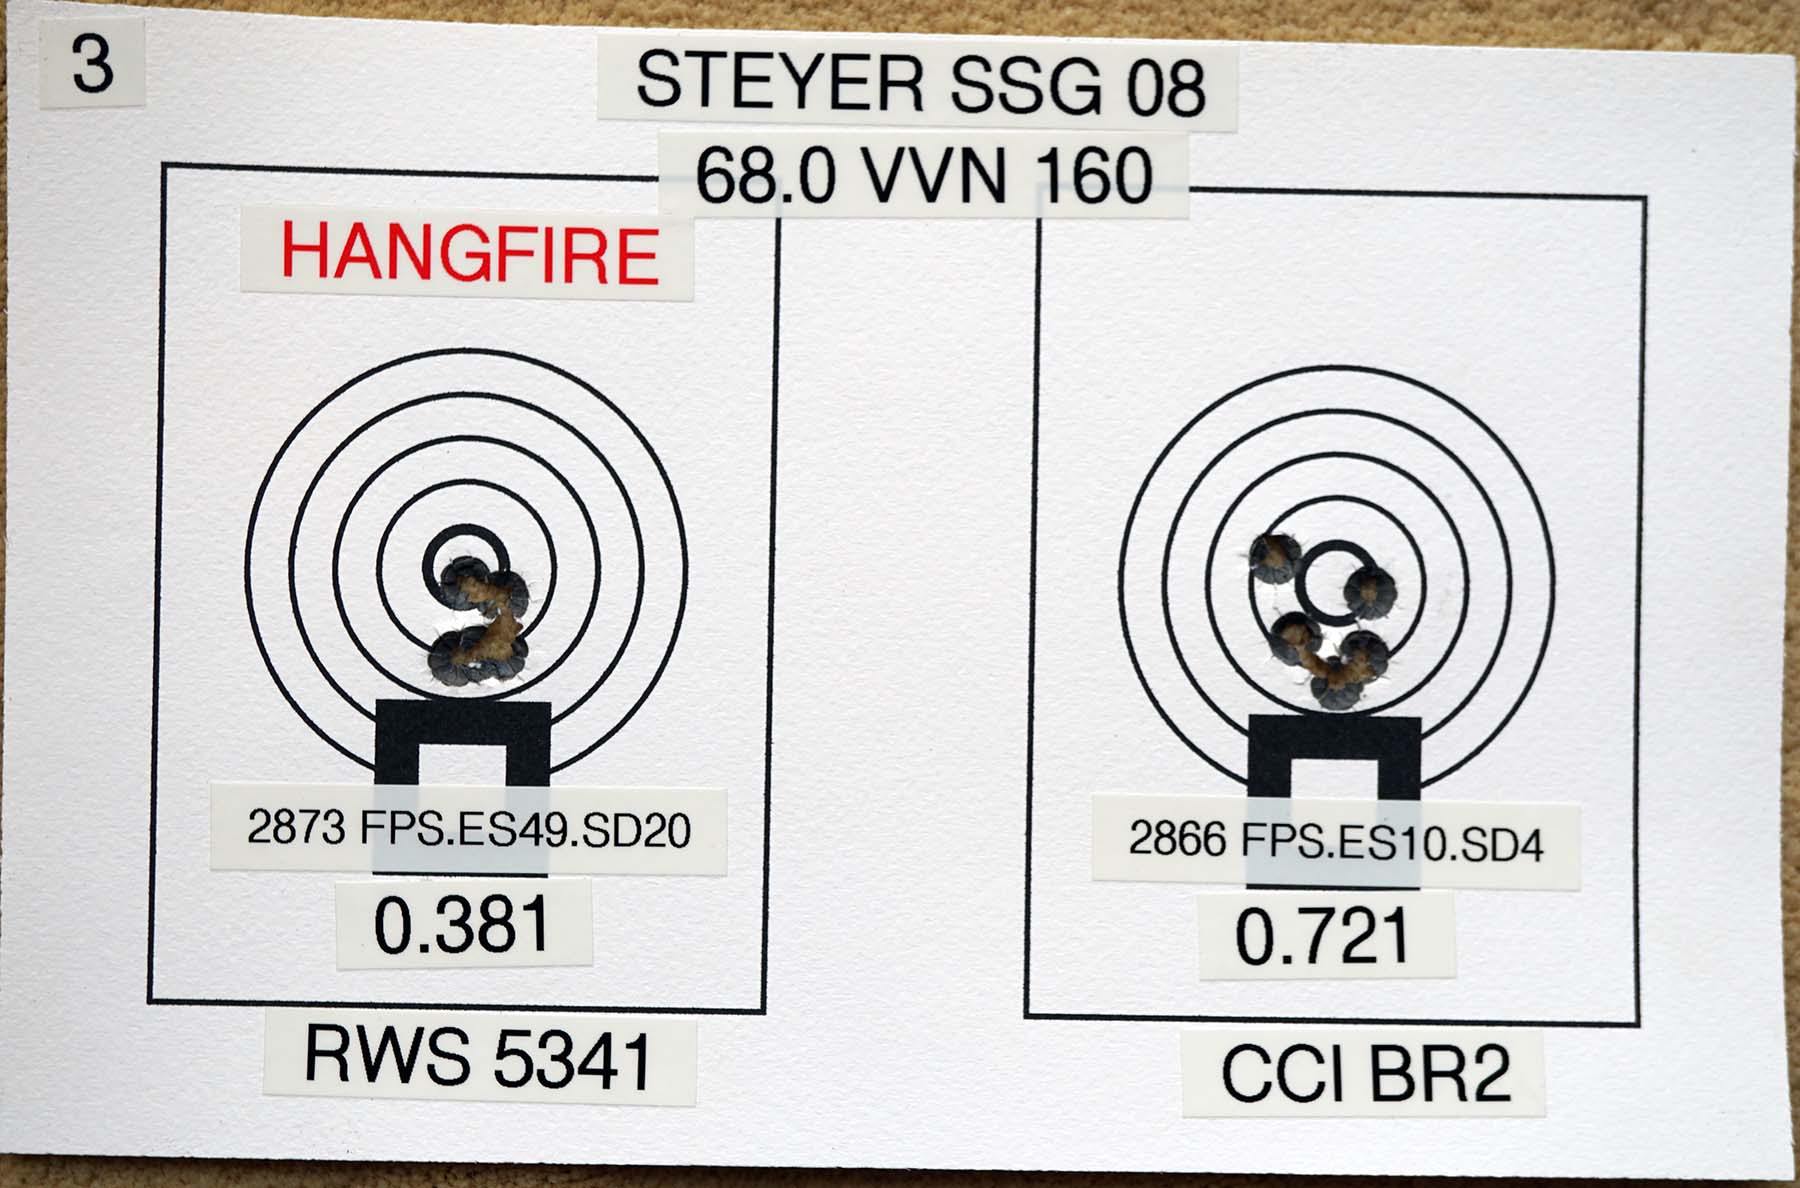 3
STEYER SSG 08
68.0 VVN 160
HANGFIRE
2873 FPS.ES49.SD20
0.381
RWS 5341
2866 FPS.ES10.SD4
0.721
CCI BR2